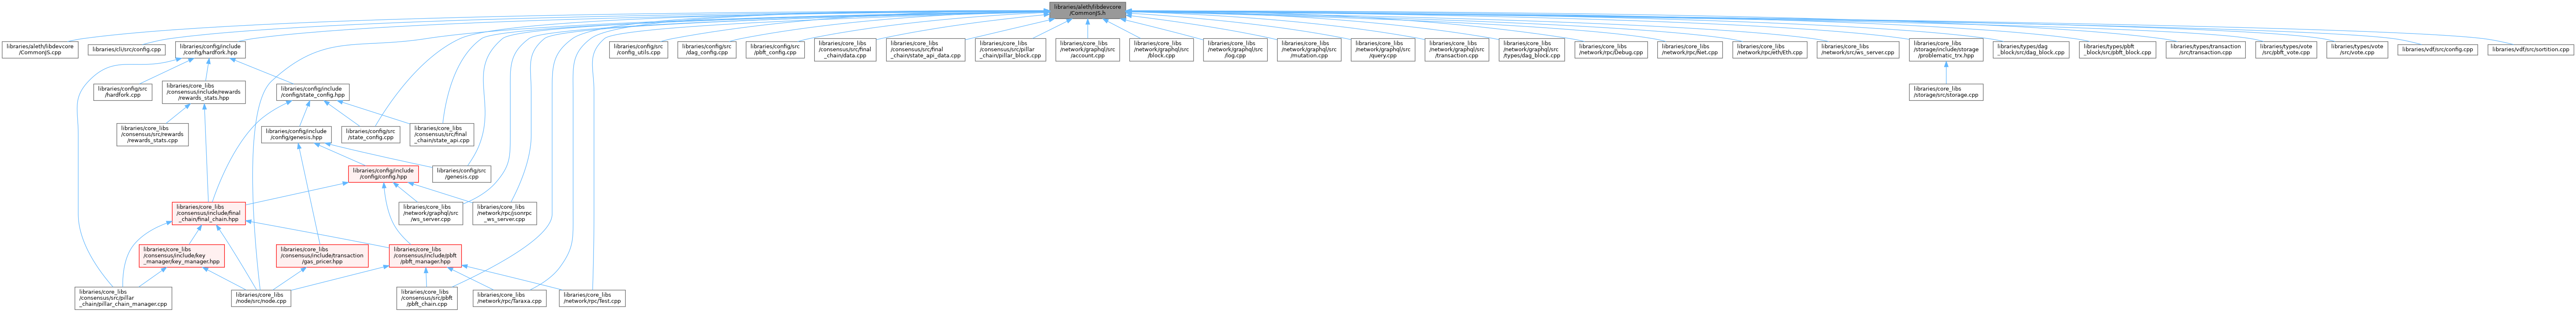 libraries/aleth/libdevcore
/CommonJS.h
libraries/aleth/libdevcore
/CommonJS.cpp
libraries/cli/src/config.cpp
libraries/config/include
/config/hardfork.hpp
libraries/config/src
/config_utils.cpp
libraries/config/src
/dag_config.cpp
libraries/config/src
/pbft_config.cpp
libraries/core_libs
/consensus/src/final
_chain/data.cpp
libraries/core_libs
/consensus/src/final
_chain/state_api_data.cpp
libraries/core_libs
/consensus/src/pillar
_chain/pillar_block.cpp
libraries/core_libs
/network/graphql/src
/account.cpp
libraries/core_libs
/network/graphql/src
/block.cpp
libraries/core_libs
/network/graphql/src
/log.cpp
libraries/core_libs
/network/graphql/src
/mutation.cpp
libraries/core_libs
/network/graphql/src
/query.cpp
libraries/core_libs
/network/graphql/src
/transaction.cpp
libraries/core_libs
/network/graphql/src
/types/dag_block.cpp
libraries/core_libs
/network/rpc/Debug.cpp
libraries/core_libs
/network/rpc/Net.cpp
libraries/core_libs
/network/rpc/eth/Eth.cpp
libraries/core_libs
/network/src/ws_server.cpp
libraries/core_libs
/storage/include/storage
/problematic_trx.hpp
libraries/types/dag
_block/src/dag_block.cpp
libraries/types/pbft
_block/src/pbft_block.cpp
libraries/types/transaction
/src/transaction.cpp
libraries/types/vote
/src/pbft_vote.cpp
libraries/types/vote
/src/vote.cpp
libraries/vdf/src/config.cpp
libraries/vdf/src/sortition.cpp
libraries/config/src
/hardfork.cpp
libraries/core_libs
/consensus/include/rewards
/rewards_stats.hpp
libraries/config/include
/config/state_config.hpp
libraries/core_libs
/storage/src/storage.cpp
libraries/core_libs
/consensus/src/rewards
/rewards_stats.cpp
libraries/config/include
/config/genesis.hpp
libraries/config/src
/state_config.cpp
libraries/core_libs
/consensus/src/final
_chain/state_api.cpp
libraries/config/include
/config/config.hpp
libraries/config/src
/genesis.cpp
libraries/core_libs
/consensus/include/final
_chain/final_chain.hpp
libraries/core_libs
/network/graphql/src
/ws_server.cpp
libraries/core_libs
/network/rpc/jsonrpc
_ws_server.cpp
libraries/core_libs
/consensus/include/key
_manager/key_manager.hpp
libraries/core_libs
/consensus/include/transaction
/gas_pricer.hpp
libraries/core_libs
/consensus/include/pbft
/pbft_manager.hpp
libraries/core_libs
/consensus/src/pillar
_chain/pillar_chain_manager.cpp
libraries/core_libs
/node/src/node.cpp
libraries/core_libs
/consensus/src/pbft
/pbft_chain.cpp
libraries/core_libs
/network/rpc/Taraxa.cpp
libraries/core_libs
/network/rpc/Test.cpp